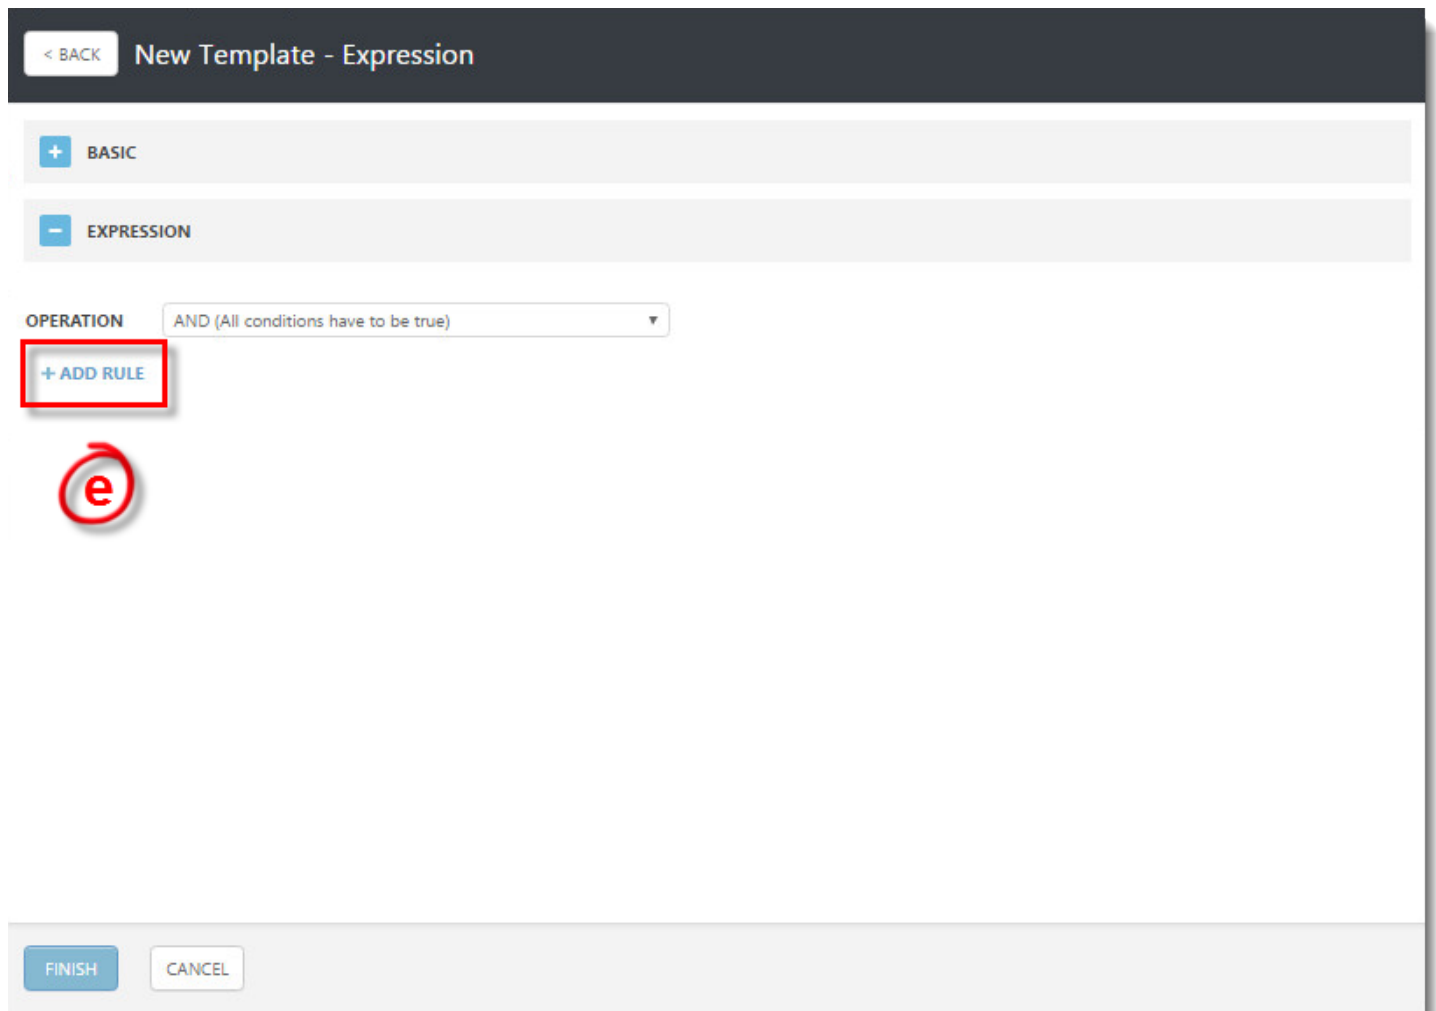 < BACK New Template - Expression
+ BASIC
− EXPRESSION
OPERATION AND (All conditions have to be true) ▼
+ ADD RULE
e
FINISH CANCEL